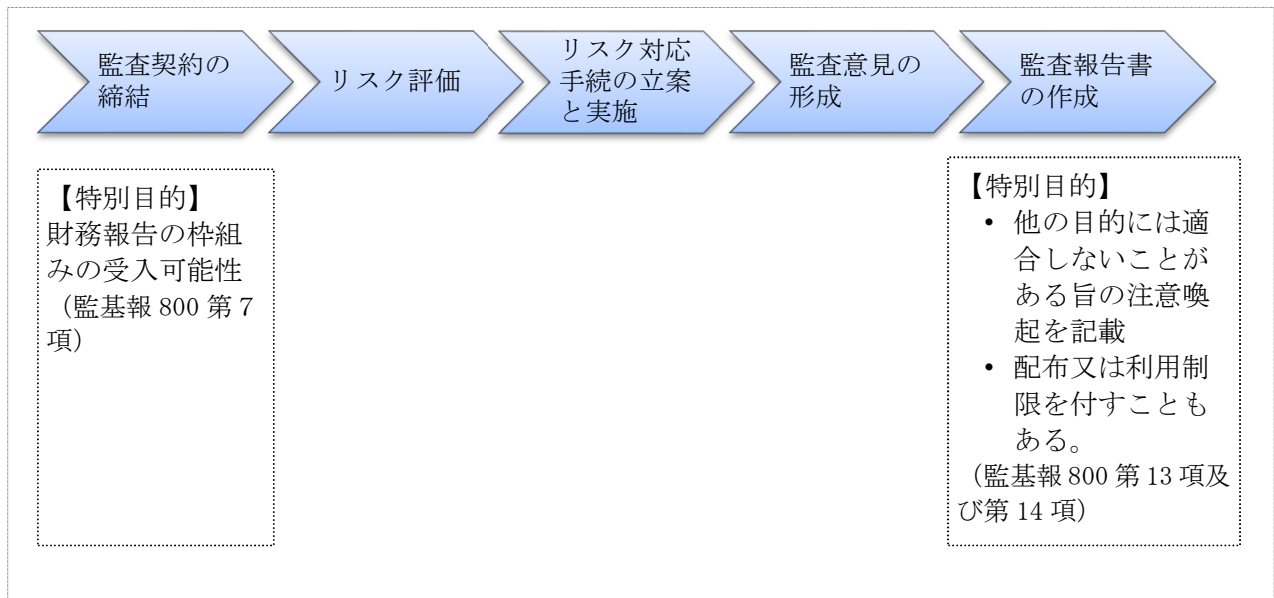 監査契約の
締結
リスク評価
リスク対応
手続の立案
と実施
監査意見の
形成
監査報告書
の作成
【特別目的】
財務報告の枠組
みの受入可能性
（監基報 800 第７
項）
【特別目的】
• 他の目的には適
合しないことが
ある旨の注意喚
起を記載
• 配布又は利用制
限を付すことも
ある。
（監基報 800 第 13 項及
び第 14 項）